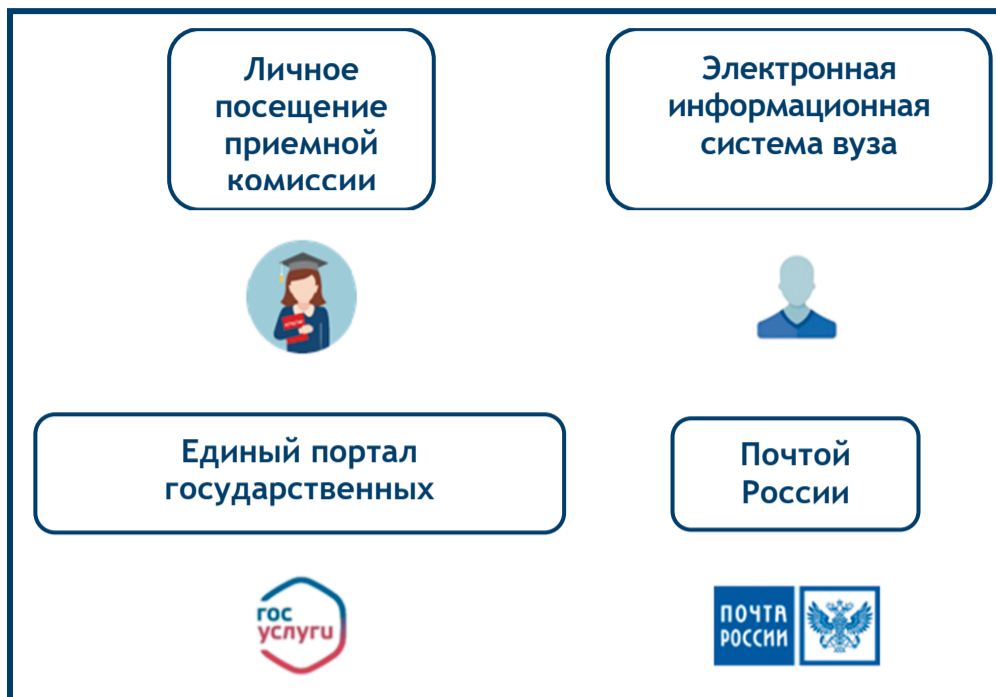 Личное
посещение
приемной
комиссии
Электронная
информационная
система вуза
Единый портал
государственных
Почтой
России
гос
услуги
ПОЧТА
РОССИИ